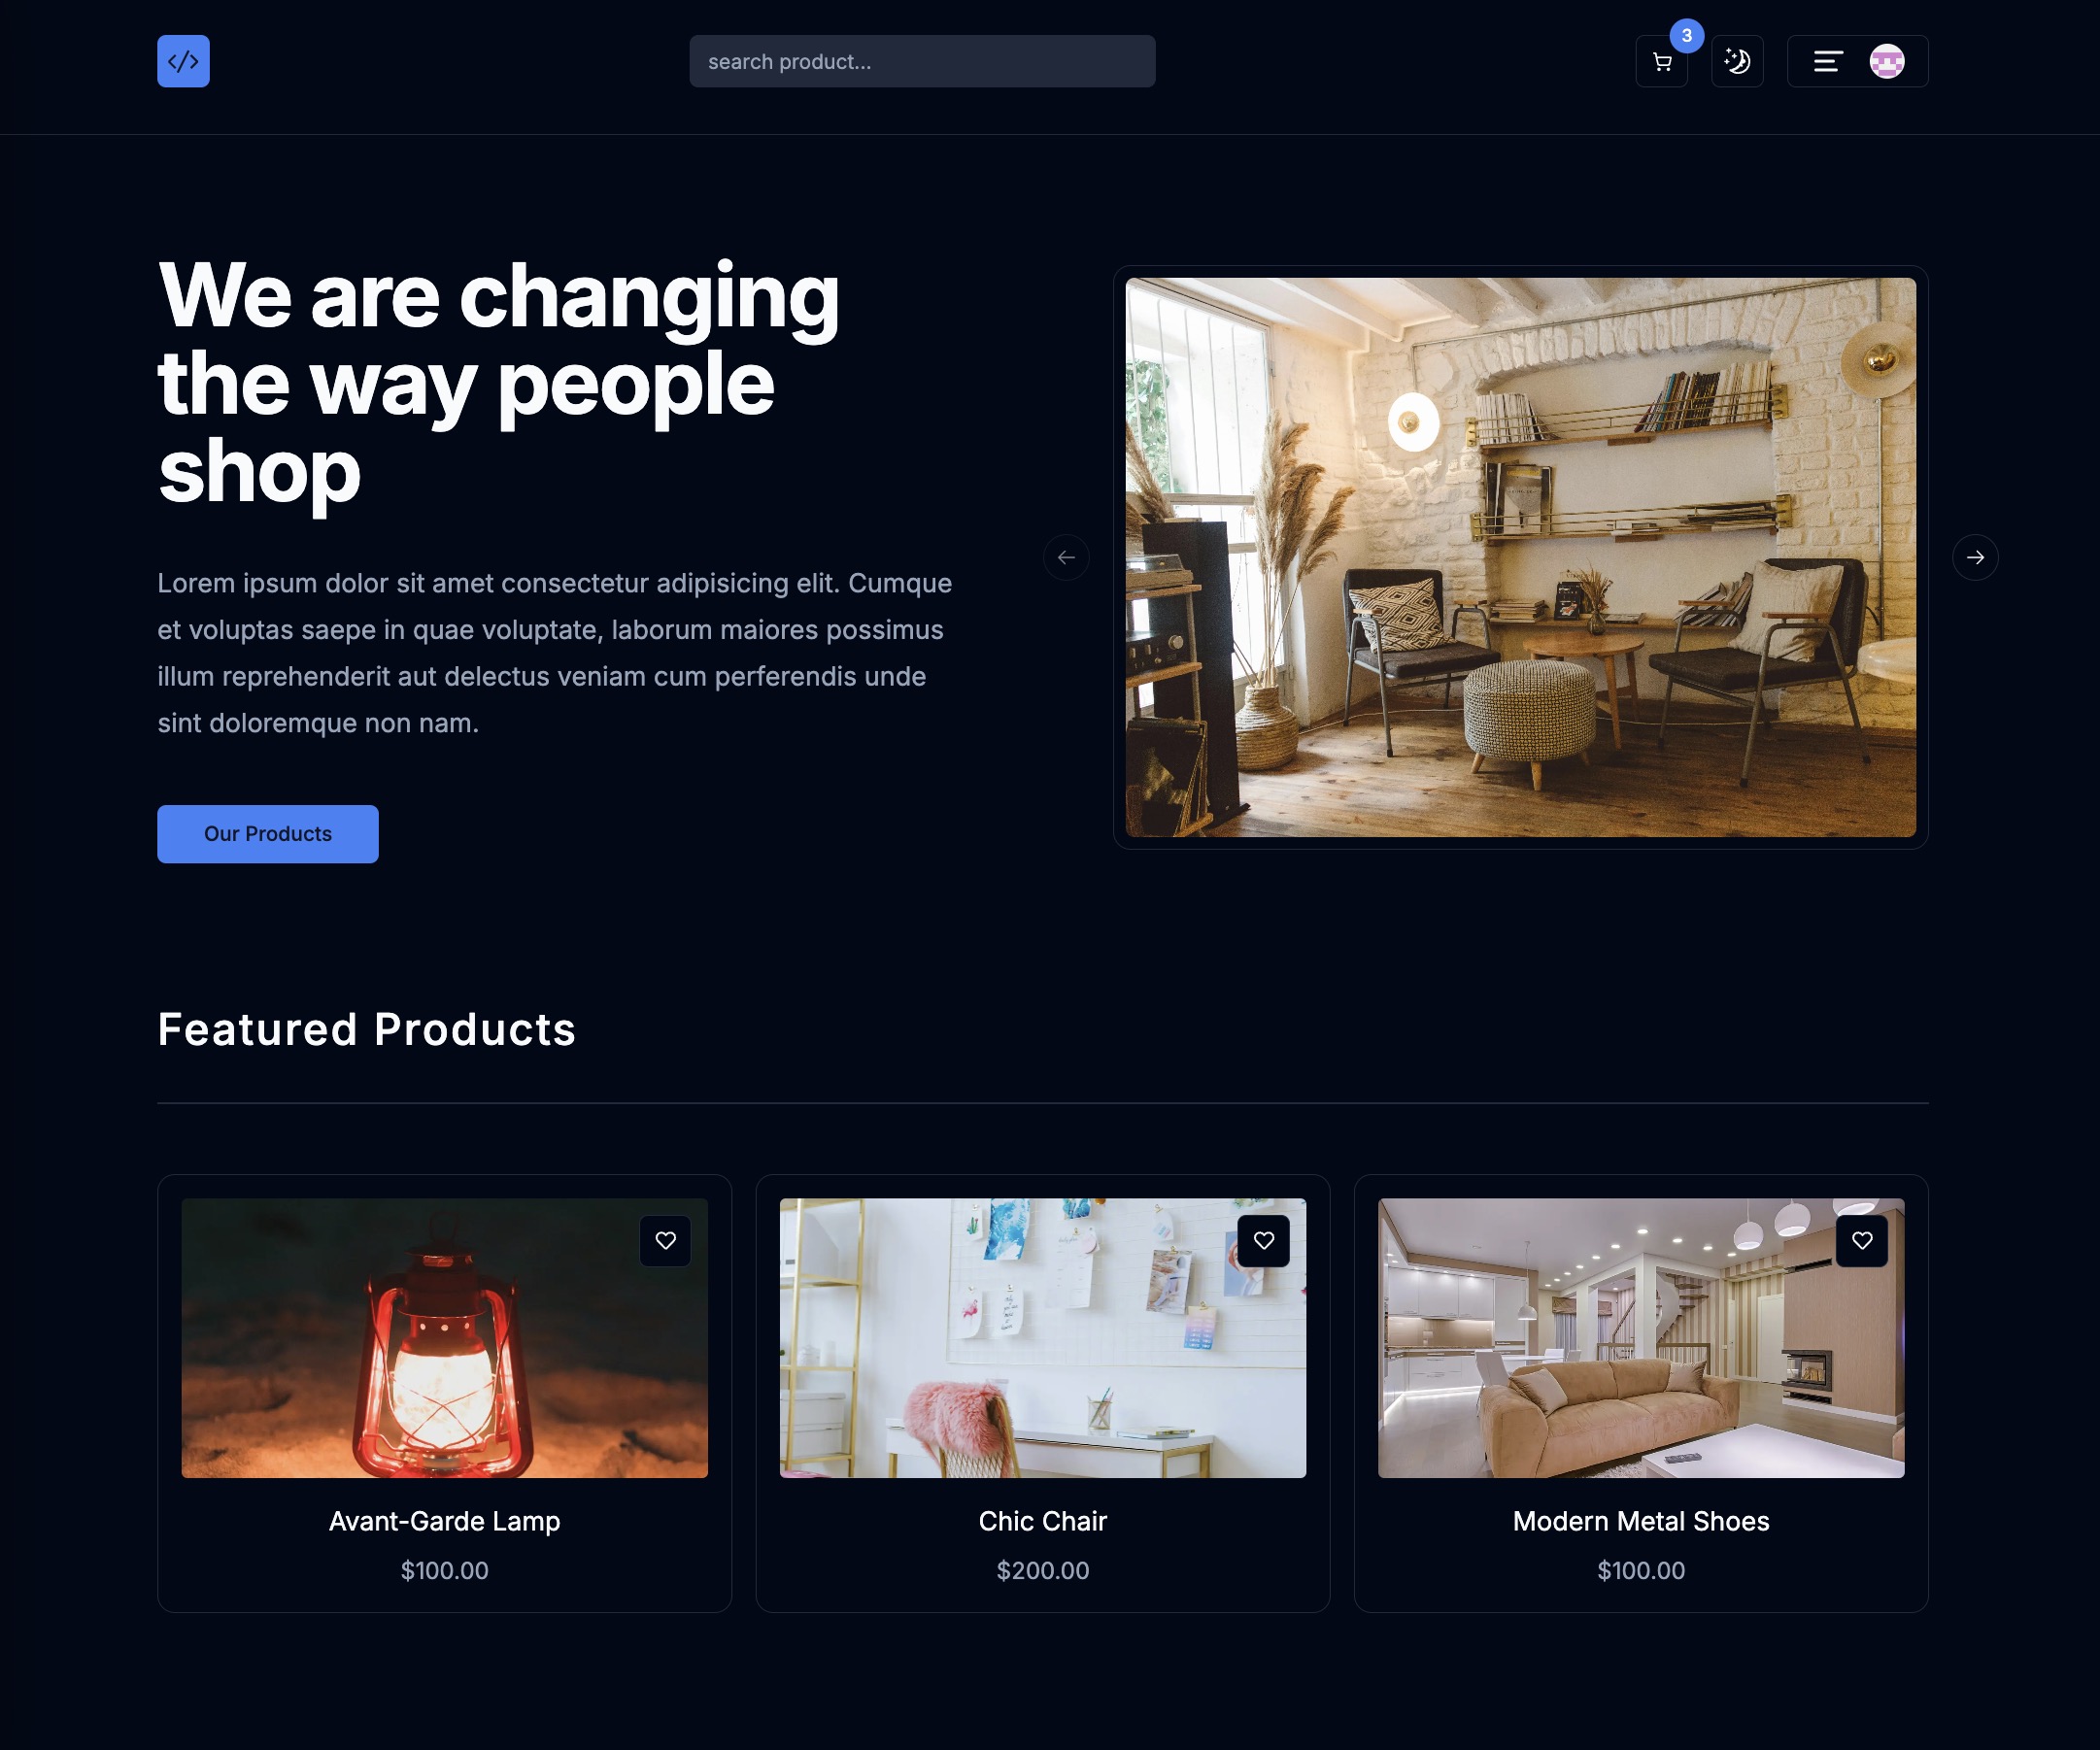 </>
search product...
3
We are changing
the way people
shop
Lorem ipsum dolor sit amet consectetur adipisicing elit. Cumque
et voluptas saepe in quae voluptate, laborum maiores possimus
illum reprehenderit aut delectus veniam cum perferendis unde
sint doloremque non nam.
Our Products
Featured Products
Avant-Garde Lamp
$100.00
Chic Chair
$200.00
Modern Metal Shoes
$100.00